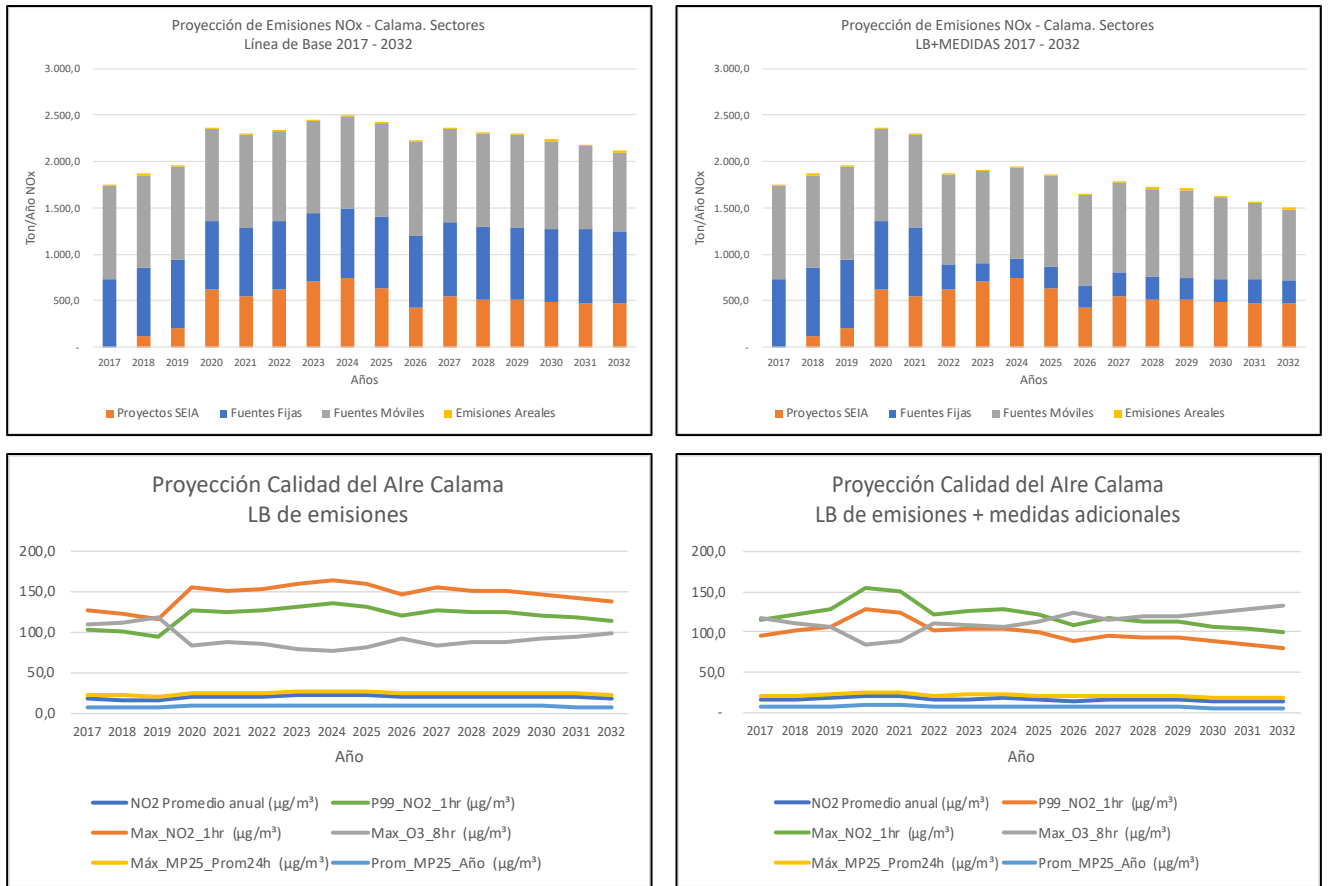 Proyección de Emisiones NOx - Calama. Sectores
Línea de Base 2017 - 2032
Ton/Año NOx
3.000,0
2.500,0
2.000,0
1.500,0
1.000,0
500,0
-
2017 2018 2019 2020 2021 2022 2023 2024 2025 2026 2027 2028 2029 2030 2031 2032
Años
Proyectos SEIA Fuentes Fijas Fuentes Móviles Emisiones Areales
Proyección de Emisiones NOx - Calama. Sectores
LB+MEDIDAS 2017 - 2032
Ton/Año NOx
3.000,0
2.500,0
2.000,0
1.500,0
1.000,0
500,0
-
2017 2018 2019 2020 2021 2022 2023 2024 2025 2026 2027 2028 2029 2030 2031 2032
Años
Proyectos SEIA Fuentes Fijas Fuentes Móviles Emisiones Areales
Proyección Calidad del AIre Calama
LB de emisiones
200,0
150,0
100,0
50,0
0,0
2017 2018 2019 2020 2021 2022 2023 2024 2025 2026 2027 2028 2029 2030 2031 2032
Año
NO2 Promedio anual (µg/m³) P99_NO2_1hr (µg/m³)
Max_NO2_1hr (µg/m³) Max_O3_8hr (µg/m³)
Máx_MP25_Prom24h (µg/m³) Prom_MP25_Año (µg/m³)
Proyección Calidad del AIre Calama
LB de emisiones + medidas adicionales
200,0
150,0
100,0
50,0
-
2017 2018 2019 2020 2021 2022 2023 2024 2025 2026 2027 2028 2029 2030 2031 2032
Año
NO2 Promedio anual (µg/m³) P99_NO2_1hr (µg/m³)
Max_NO2_1hr (µg/m³) Max_O3_8hr (µg/m³)
Máx_MP25_Prom24h (µg/m³) Prom_MP25_Año (µg/m³)